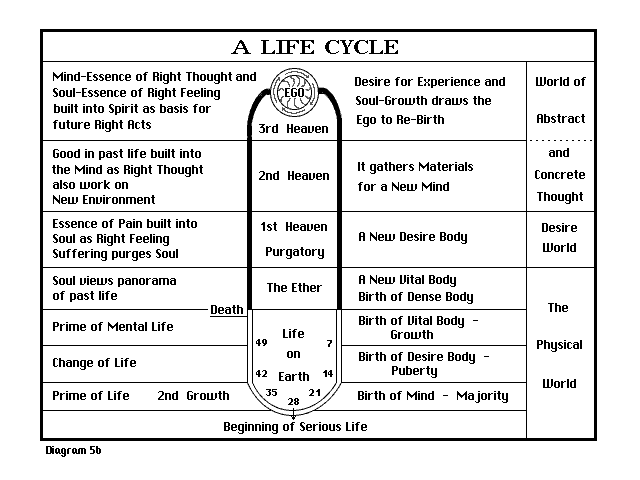 A LIFE CYCLE
Mind-Essence of Right Thought and
Soul-Essence of Right Feeling
built into Spirit as basis for
future Right Acts
EGO
3rd Heaven
Desire for Experience and
Soul-Growth draws the
Ego to Re-Birth
World of
Abstract
Good in past life built into
the Mind as Right Thought
also work on
New Environment
2nd Heaven
It gathers Materials
for a New Mind
and
Concrete
Thought
Essence of Pain built into
Soul as Right Feeling
Suffering purges Soul
1st Heaven
Purgatory
A New Desire Body
Desire
World
Soul views panorama
of past life
The Ether
A New Vital Body
Birth of Dense Body
Death
Prime of Mental Life
Change of Life
Prime of Life 2nd Growth
Life
on
Earth
49 7
42 14
35 21
28
Birth of Vital Body -
Growth
Birth of Desire Body -
Puberty
Birth of Mind - Majority
The
Physical
World
Beginning of Serious Life
Diagram 5b